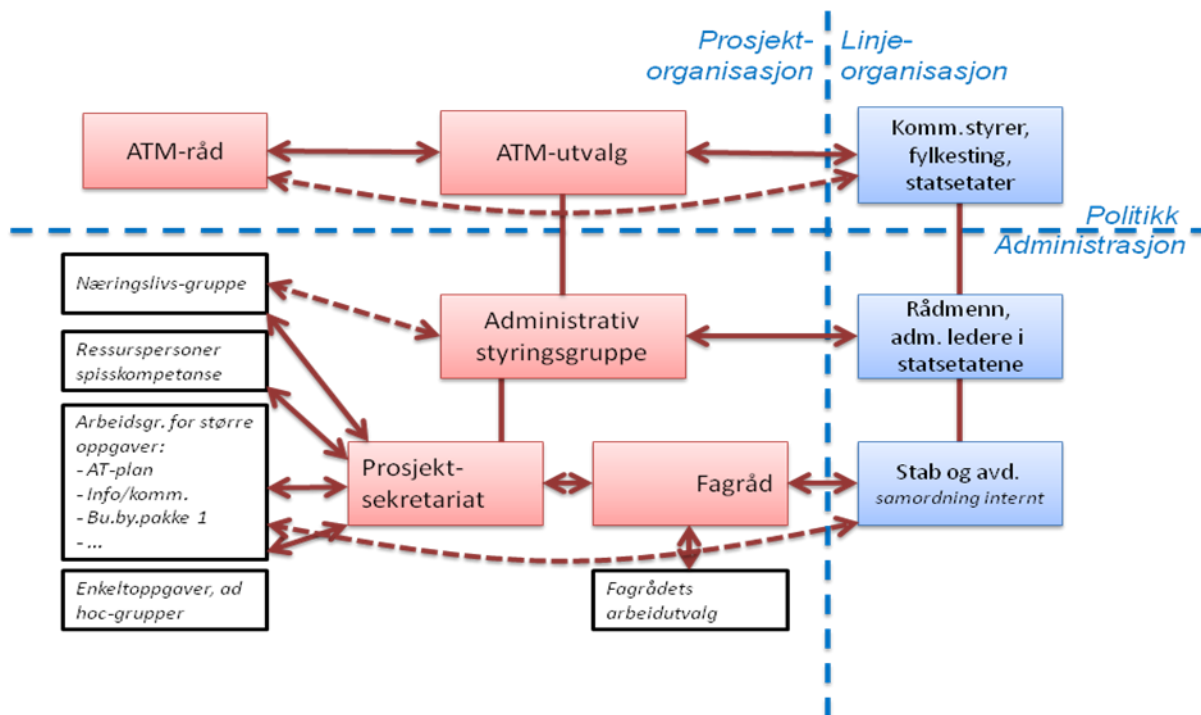 Prosjekt-
organisasjon
Linje-
organisasjon
ATM-råd
ATM-utvalg
Komm.styrer,
fylkesting,
statsetater
Politikk
Administrasjon
Næringslivs-gruppe
Administrativ
styringsgruppe
Rådmenn,
adm. ledere i
statsetatene
Ressurspersoner
spisskompetanse
Arbeidsgr. for større
oppgaver:
- AT-plan
- Info/komm.
- Bu.by.pakke 1
- ...
Prosjekt-
sekretariat
Fagråd
Stab og avd.
samordning internt
Enkeltoppgaver, ad
hoc-grupper
Fagrådets
arbeidutvalg